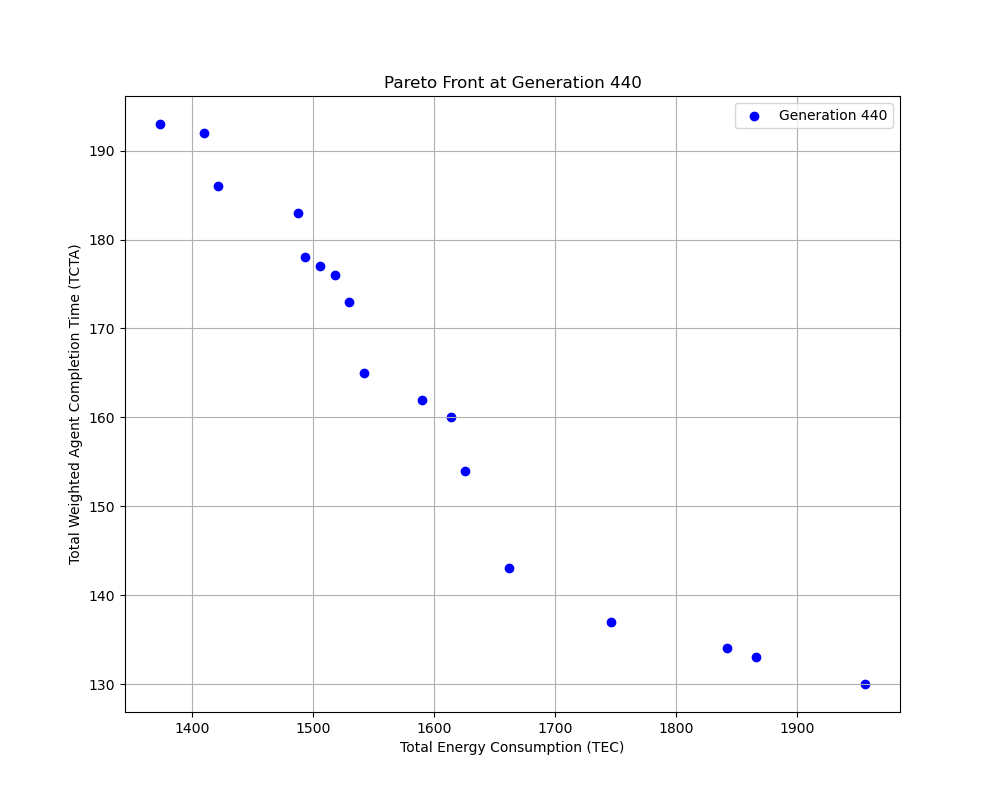 Pareto Front at Generation 440
Generation 440
Total Weighted Agent Completion Time (TCTA)
190
180
170
160
150
140
130
1400 1500 1600 1700 1800 1900
Total Energy Consumption (TEC)